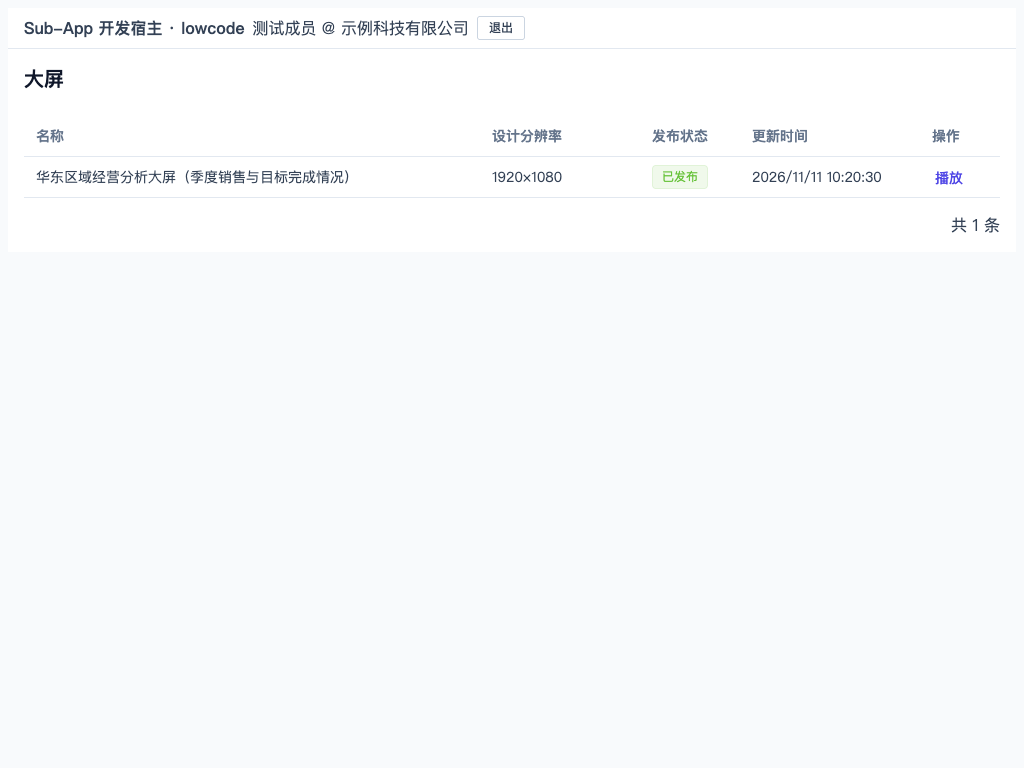 Sub-App 开发宿主 · lowcode 测试成员 @ 示例科技有限公司 退出
大屏
名称 设计分辨率 发布状态 更新时间 操作
华东区域经营分析大屏（季度销售与目标完成情况） 1920×1080 已发布 2026/11/11 10:20:30 播放
共 1 条